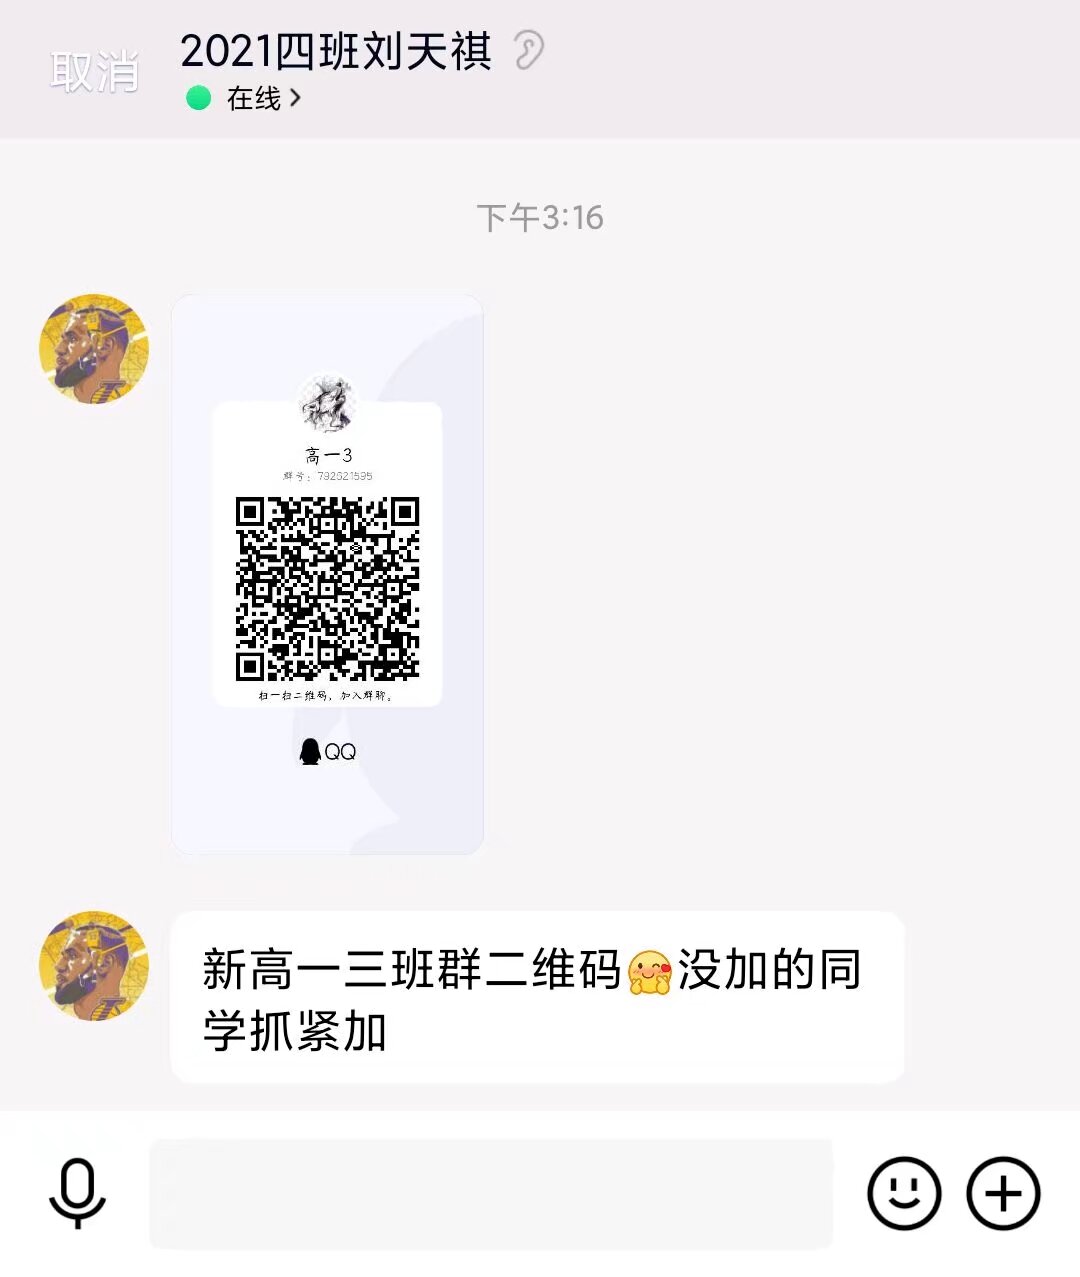 取消
2021四班刘天祺
在线
下午3:16
高一3
群号：792621595
扫一扫二维码，加入群聊。
QQ
新高一三班群二维码🥰没加的同
学抓紧加